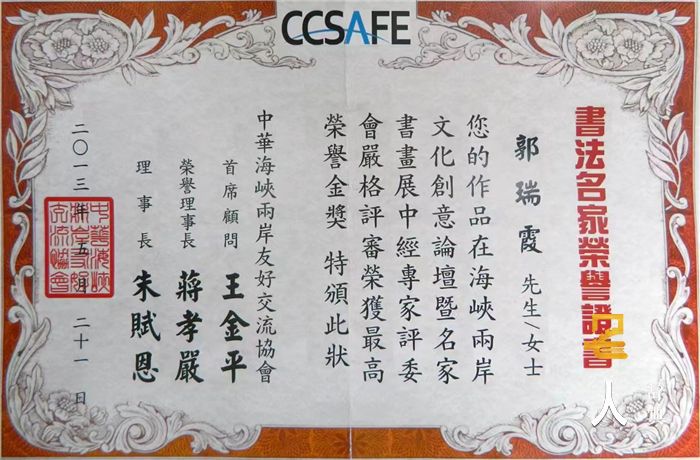 CCSAFE
書法名家榮譽證書
郭瑞霞 先生/女士
您的作品在海峽兩岸
文化創意論壇暨名家
書畫展中經專家評委
會嚴格評審榮獲最高
榮譽金獎 特頒此狀
中華海峽兩岸友好交流協會
首席顧問 王金平
榮譽理事長 蔣孝嚴
理事長 朱賦恩
二〇一三年五月二十一日
人